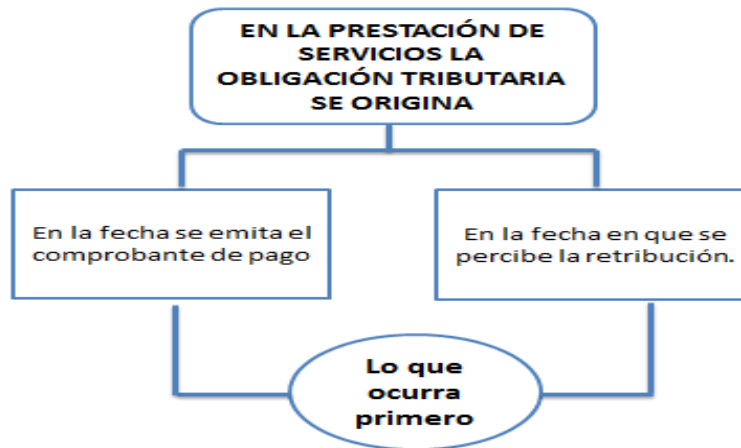 EN LA PRESTACIÓN DE
SERVICIOS LA
OBLIGACIÓN TRIBUTARIA
SE ORIGINA
En la fecha se emita el
comprobante de pago
En la fecha en que se
percibe la retribución.
Lo que
ocurra
primero